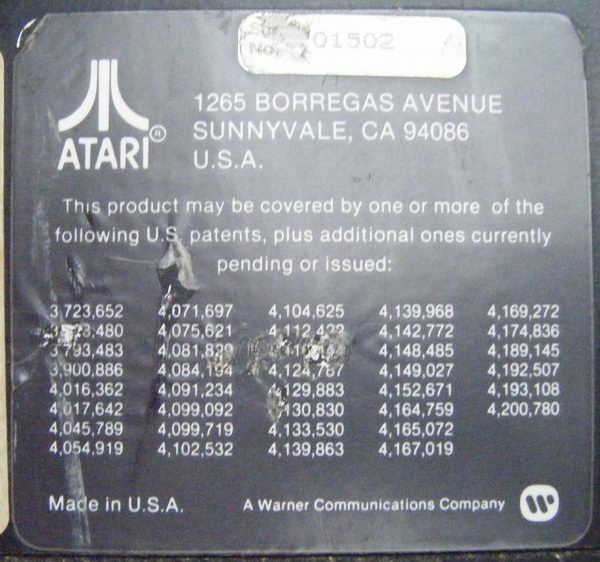 Ser.
No. 01502
ATARI®
1265 BORREGAS AVENUE
SUNNYVALE, CA 94086
U.S.A.
This product may be covered by one or more of the
following U.S. patents, plus additional ones currently
pending or issued:
3,723,652 4,071,697 4,104,625 4,139,968 4,169,272
4,075,621 4,142,772 4,174,836
3,793,483 4,148,485 4,189,145
3,900,886 4,149,027 4,192,507
4,016,362 4,091,234 4,129,883 4,152,671 4,193,108
4,017,642 4,099,092 4,130,830 4,164,759 4,200,780
4,045,789 4,099,719 4,133,530 4,165,072
4,054,919 4,102,532 4,139,863 4,167,019
Made in U.S.A. A Warner Communications Company